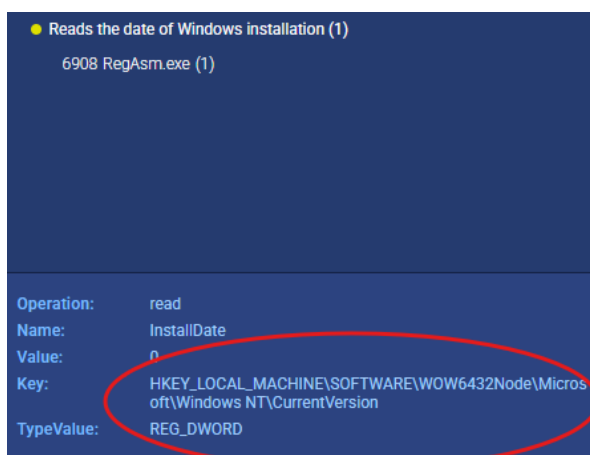 Reads the date of Windows installation (1)
6908 RegAsm.exe (1)
Operation: read
Name: InstallDate
Value: 0
Key: HKEY_LOCAL_MACHINE\SOFTWARE\WOW6432Node\Micros
oft\Windows NT\CurrentVersion
TypeValue: REG_DWORD